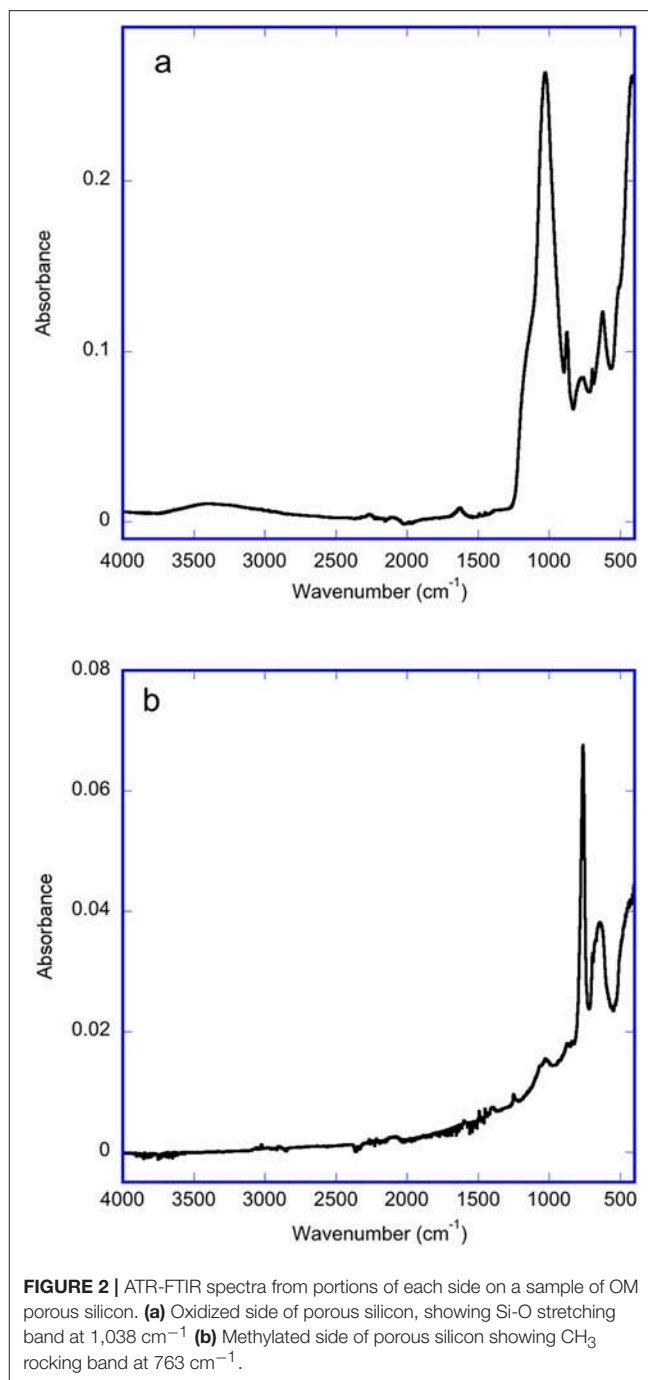 a
0.2
0.1
0
Absorbance
4000 3500 3000 2500 2000 1500 1000 500
Wavenumber (cm⁻¹)
b
0.08
0.06
0.04
0.02
0
Absorbance
4000 3500 3000 2500 2000 1500 1000 500
Wavenumber (cm⁻¹)
FIGURE 2 | ATR-FTIR spectra from portions of each side on a sample of OM
porous silicon. (a) Oxidized side of porous silicon, showing Si-O stretching
band at 1,038 cm⁻¹ (b) Methylated side of porous silicon showing CH₃
rocking band at 763 cm⁻¹.